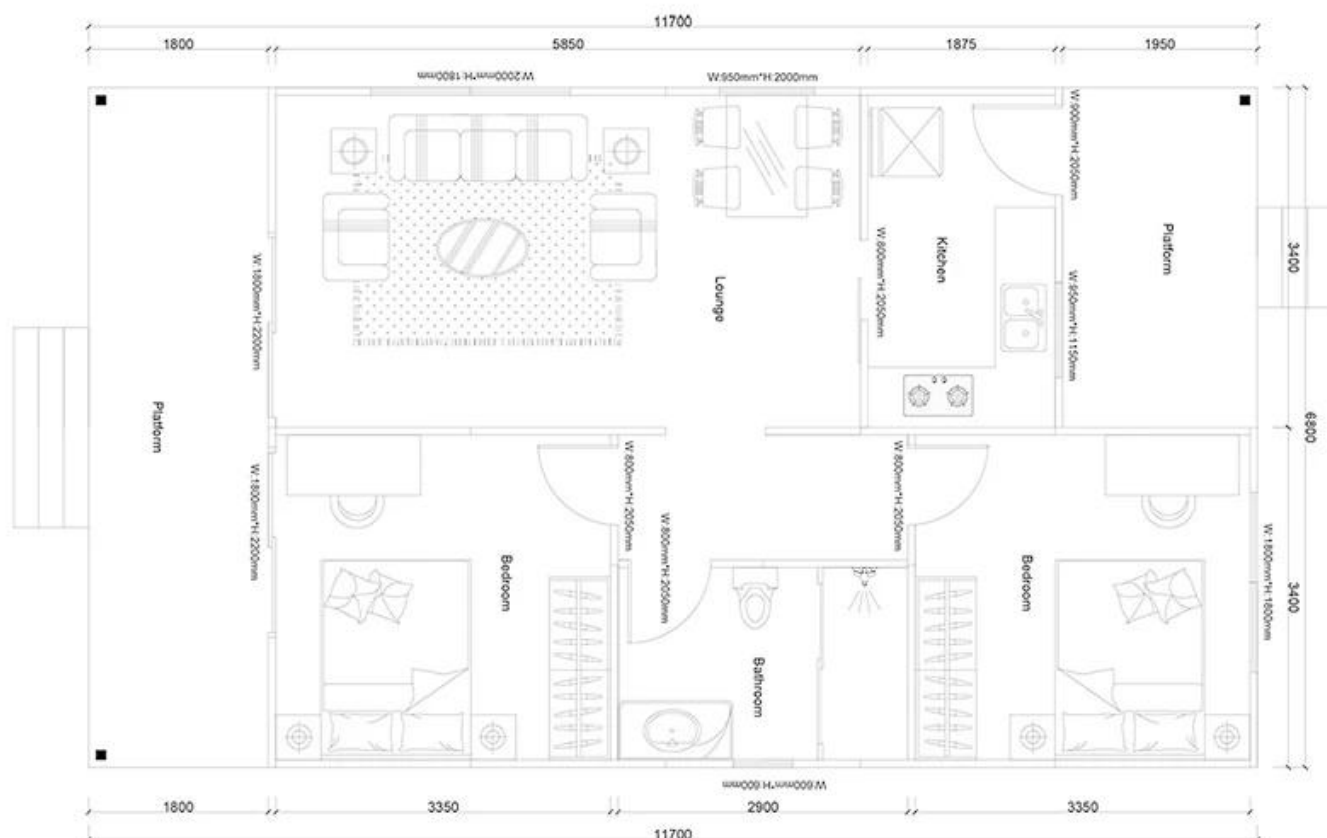 11700
1800
5850
1875
1950
W:2000mm*H:1800mm
W:950mm*H:2000mm
W:900mm*H:2050mm
Kitchen
Platform
3400
W:800mm*H:2050mm
Lounge
W:1800mm*H:2200mm
W:950mm*H:1150mm
Platform
6800
W:1800mm*H:2200mm
W:800mm*H:2050mm
W:800mm*H:2050mm
W:800mm*H:2050mm
Bedroom
Bedroom
W:1800mm*H:1800mm
3400
Bathroom
W:600mm*H:600mm
1800
3350
2900
3350
11700